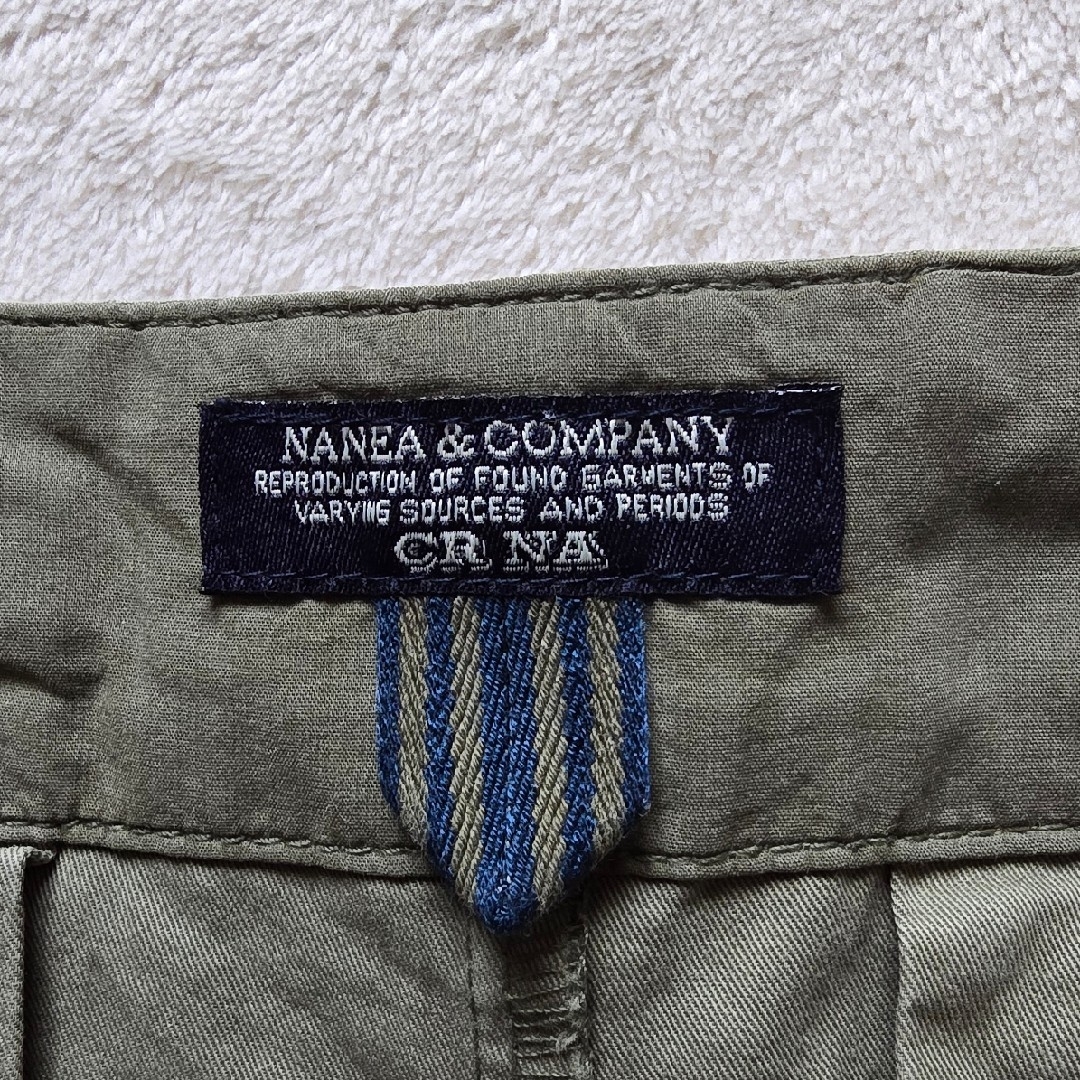 NANEA & COMPANY
REPRODUCTION OF FOUND GARMENTS OF
VARYING SOURCES AND PERIODS
CR NA